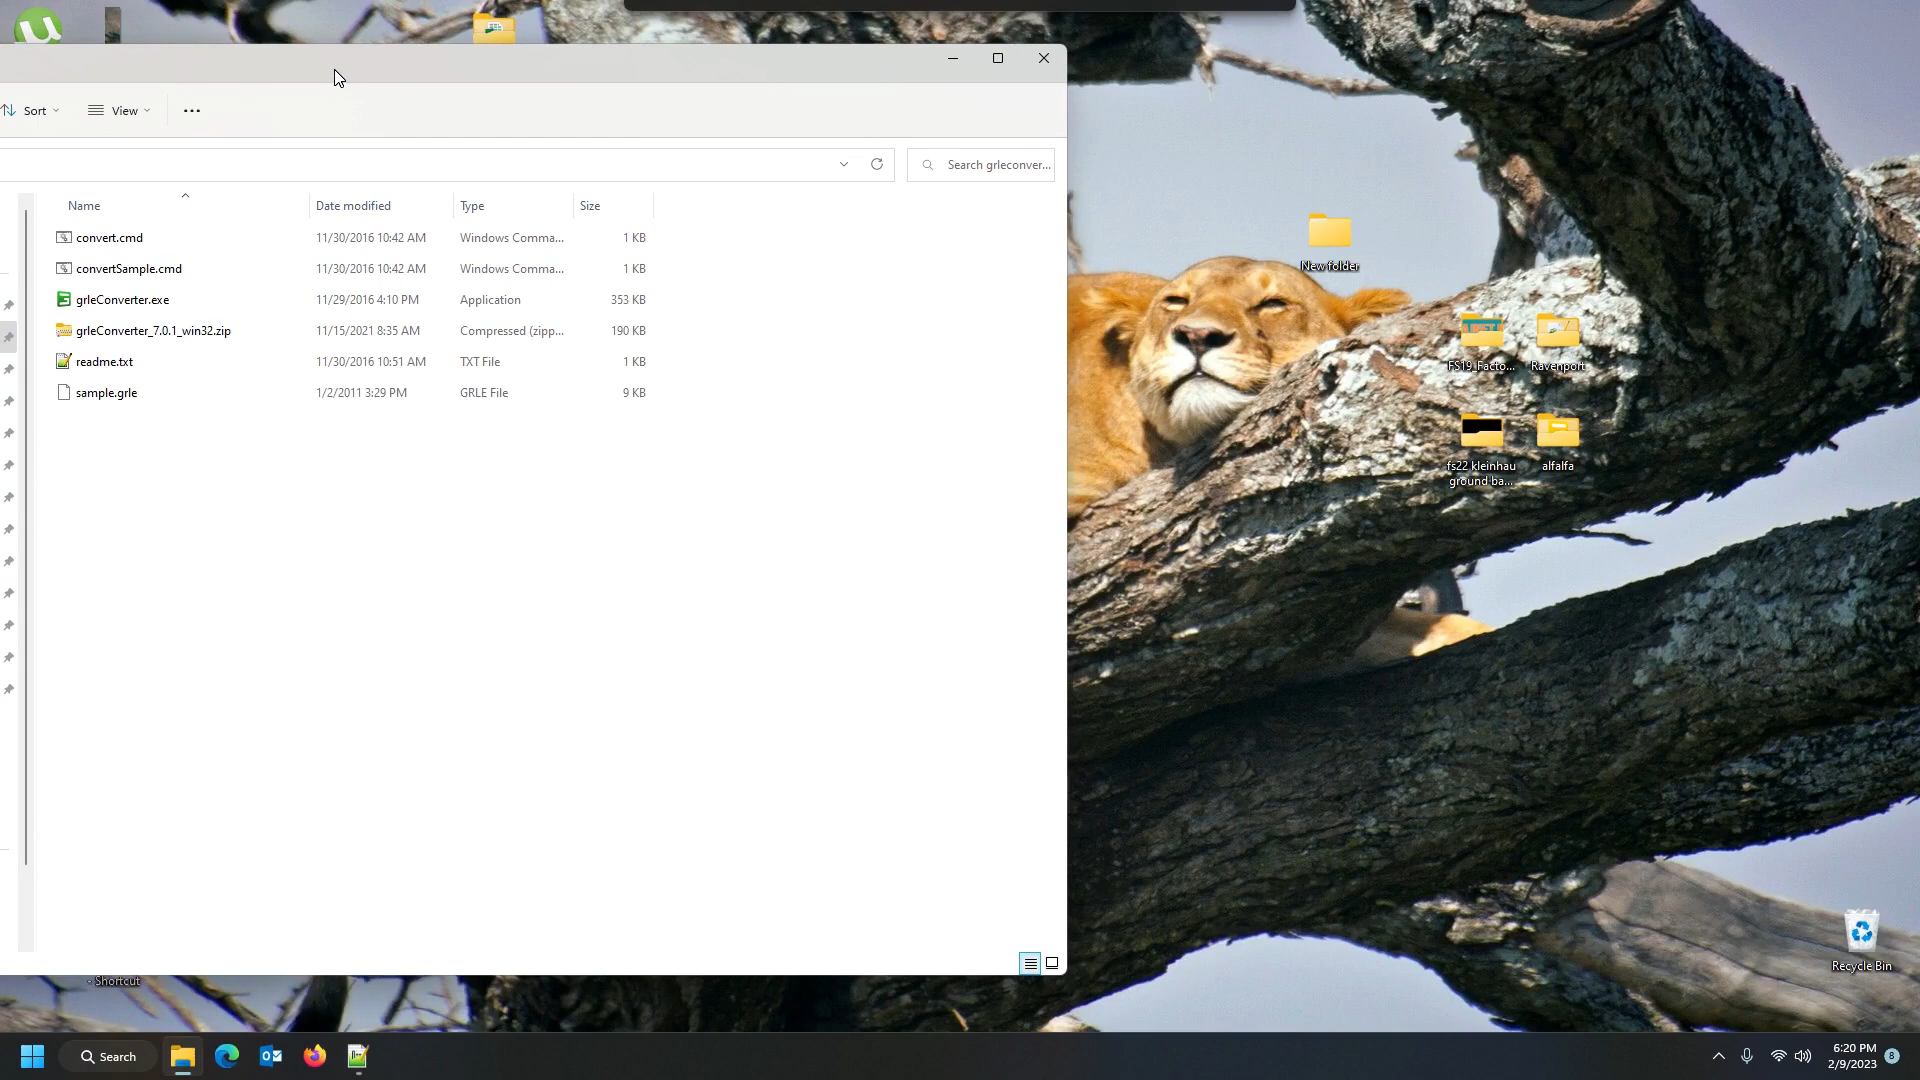 Sort
View
Search grleconver...
Name
Date modified
Type
Size
convert.cmd
11/30/2016 10:42 AM
Windows Comma...
1 KB
convertSample.cmd
11/30/2016 10:42 AM
Windows Comma...
1 KB
grleConverter.exe
11/29/2016 4:10 PM
Application
353 KB
grleConverter_7.0.1_win32.zip
11/15/2021 8:35 AM
Compressed (zipp...
190 KB
readme.txt
11/30/2016 10:51 AM
TXT File
1 KB
sample.grle
1/2/2011 3:29 PM
GRLE File
9 KB
New folder
FS19_Facto...
Ravenport
fs22 kleinhau
ground ba...
alfalfa
Recycle Bin
- Shortcut
Search
6:20 PM
2/9/2023
8